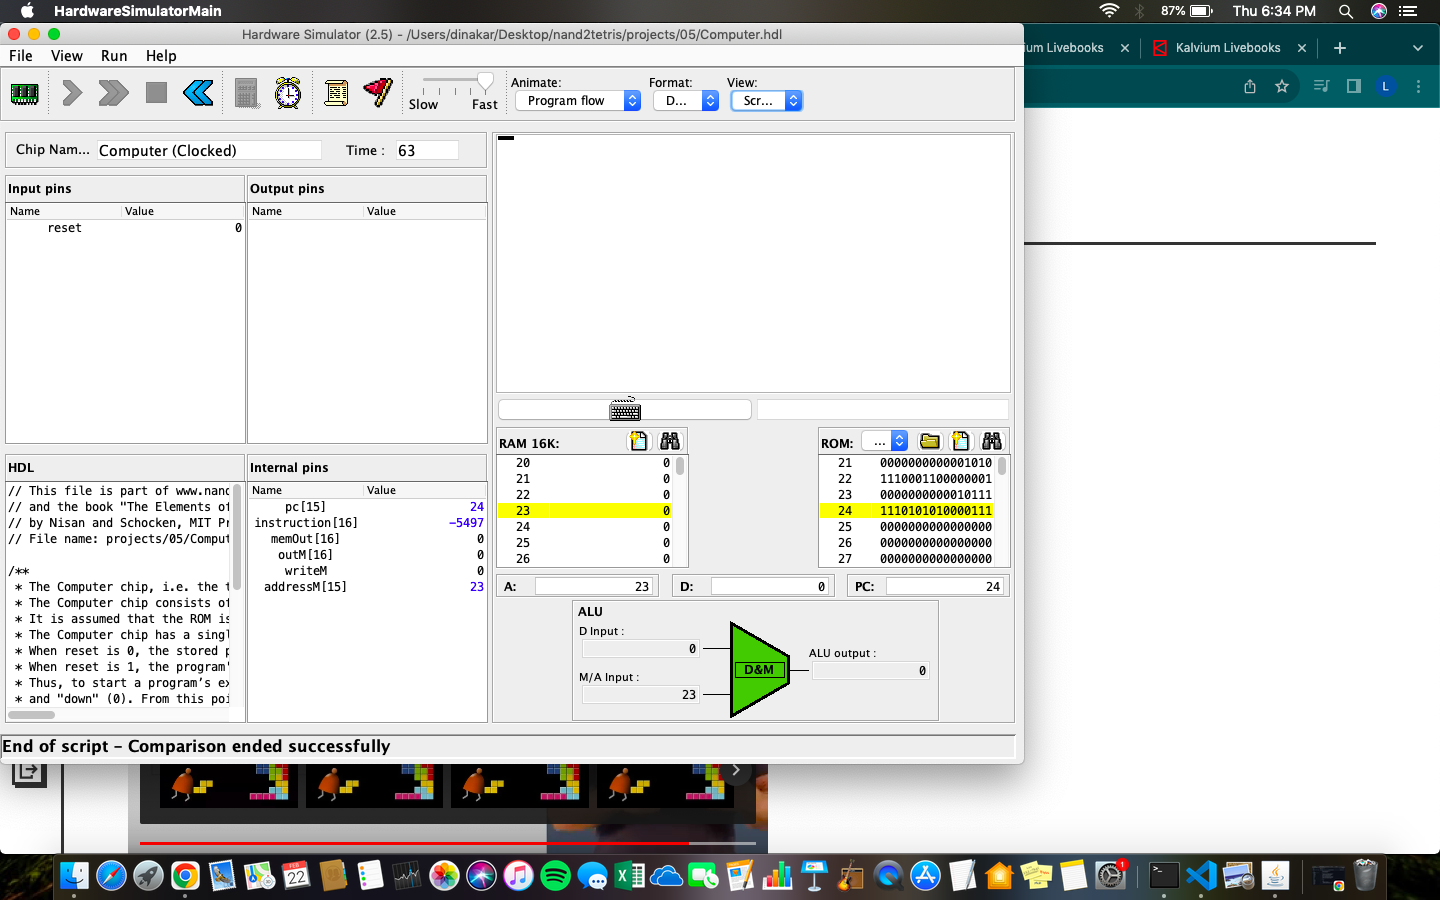 HardwareSimulatorMain
87%
Thu 6:34 PM
Hardware Simulator (2.5) - /Users/dinakar/Desktop/nand2tetris/projects/05/Computer.hdl
ium Livebooks
Kalvium Livebooks
File View Run Help
L
Slow Fast
Animate:
Program flow
Format:
D...
View:
Scr...
Chip Nam... Computer (Clocked) Time : 63
Input pins
Name Value
reset 0
Output pins
Name Value
RAM 16K:
20 0
21 0
22 0
23 0
24 0
25 0
26 0
ROM: ...
21 0000000000001010
22 1110001100000001
23 0000000000010111
24 1110101010000111
25 0000000000000000
26 0000000000000000
27 0000000000000000
HDL
// This file is part of www.nand
// and the book "The Elements of
// by Nisan and Schocken, MIT Pr
// File name: projects/05/Comput
/**
* The Computer chip, i.e. the t
* The Computer chip consists of
* It is assumed that the ROM is
* The Computer chip has a singl
* When reset is 0, the stored p
* When reset is 1, the program'
* Thus, to start a program's ex
* and "down" (0). From this poi
Internal pins
Name Value
pc[15] 24
instruction[16] -5497
memOut[16] 0
outM[16] 0
writeM 0
addressM[15] 23
A: 23
D: 0
PC: 24
ALU
D Input :
0
M/A Input :
23
D&M
ALU output :
0
End of script - Comparison ended successfully
FEB
22
1